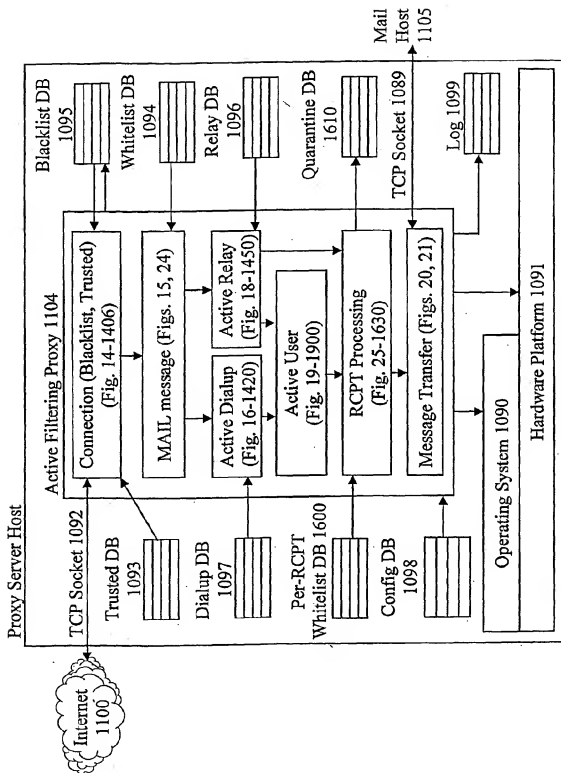 Proxy Server Host
Internet
1100
TCP Socket 1092
Active Filtering Proxy 1104
Trusted DB
1093
Dialup DB
1097
Per-RCPT
Whitelist DB 1600
Config DB
1098
Connection (Blacklist, Trusted)
(Fig. 14-1406)
MAIL message (Figs. 15, 24)
Active Dialup
(Fig. 16-1420)
Active Relay
(Fig. 18-1450)
Active User
(Fig. 19-1900)
RCPT Processing
(Fig. 25-1630)
Message Transfer (Figs. 20, 21)
Blacklist DB
1095
Whitelist DB
1094
Relay DB
1096
Quarantine DB
1610
TCP Socket 1089
Mail
Host
1105
Log 1099
Operating System 1090
Hardware Platform 1091